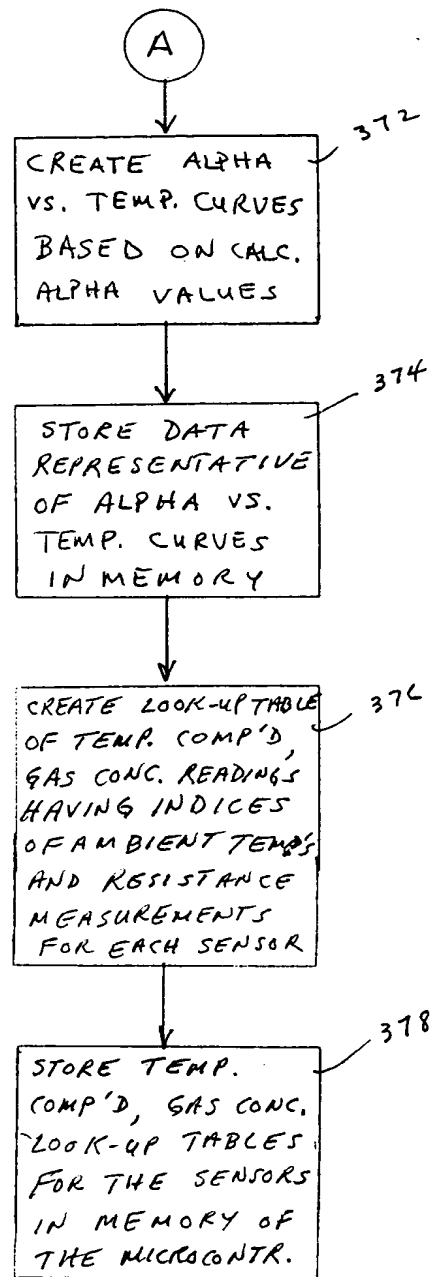 A
372
CREATE ALPHA
VS. TEMP. CURVES
BASED ON CALC.
ALPHA VALUES
374
STORE DATA
REPRESENTATIVE
OF ALPHA VS.
TEMP. CURVES
IN MEMORY
376
CREATE LOOK-UP TABLE
OF TEMP. COMP'D,
GAS CONC. READINGS
HAVING INDICES
OF AMBIENT TEMP'S
AND RESISTANCE
MEASUREMENTS
FOR EACH SENSOR
378
STORE TEMP.
COMP'D, GAS CONC.
LOOK-UP TABLES
FOR THE SENSORS
IN MEMORY OF
THE MICROCONTR.